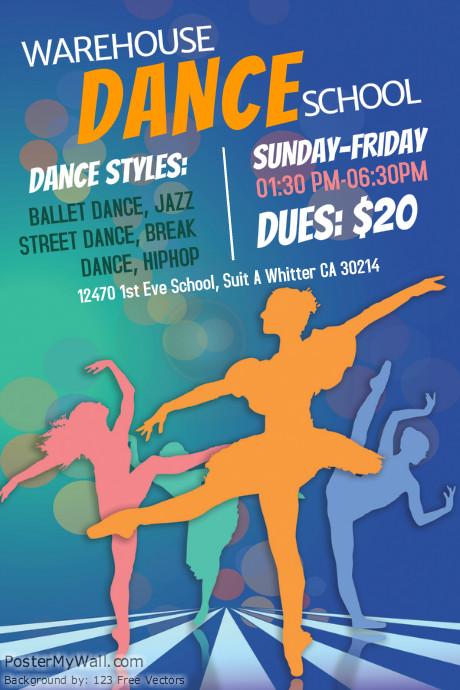 WAREHOUSE
DANCE
SCHOOL
DANCE STYLES:
BALLET DANCE, JAZZ
STREET DANCE, BREAK
DANCE, HIPHOP
SUNDAY-FRIDAY
01:30 PM-06:30PM
DUES: $20
12470 1st Eve School, Suit A Whitter CA 30214
PosterMyWall.com
Background by: 123 Free Vectors